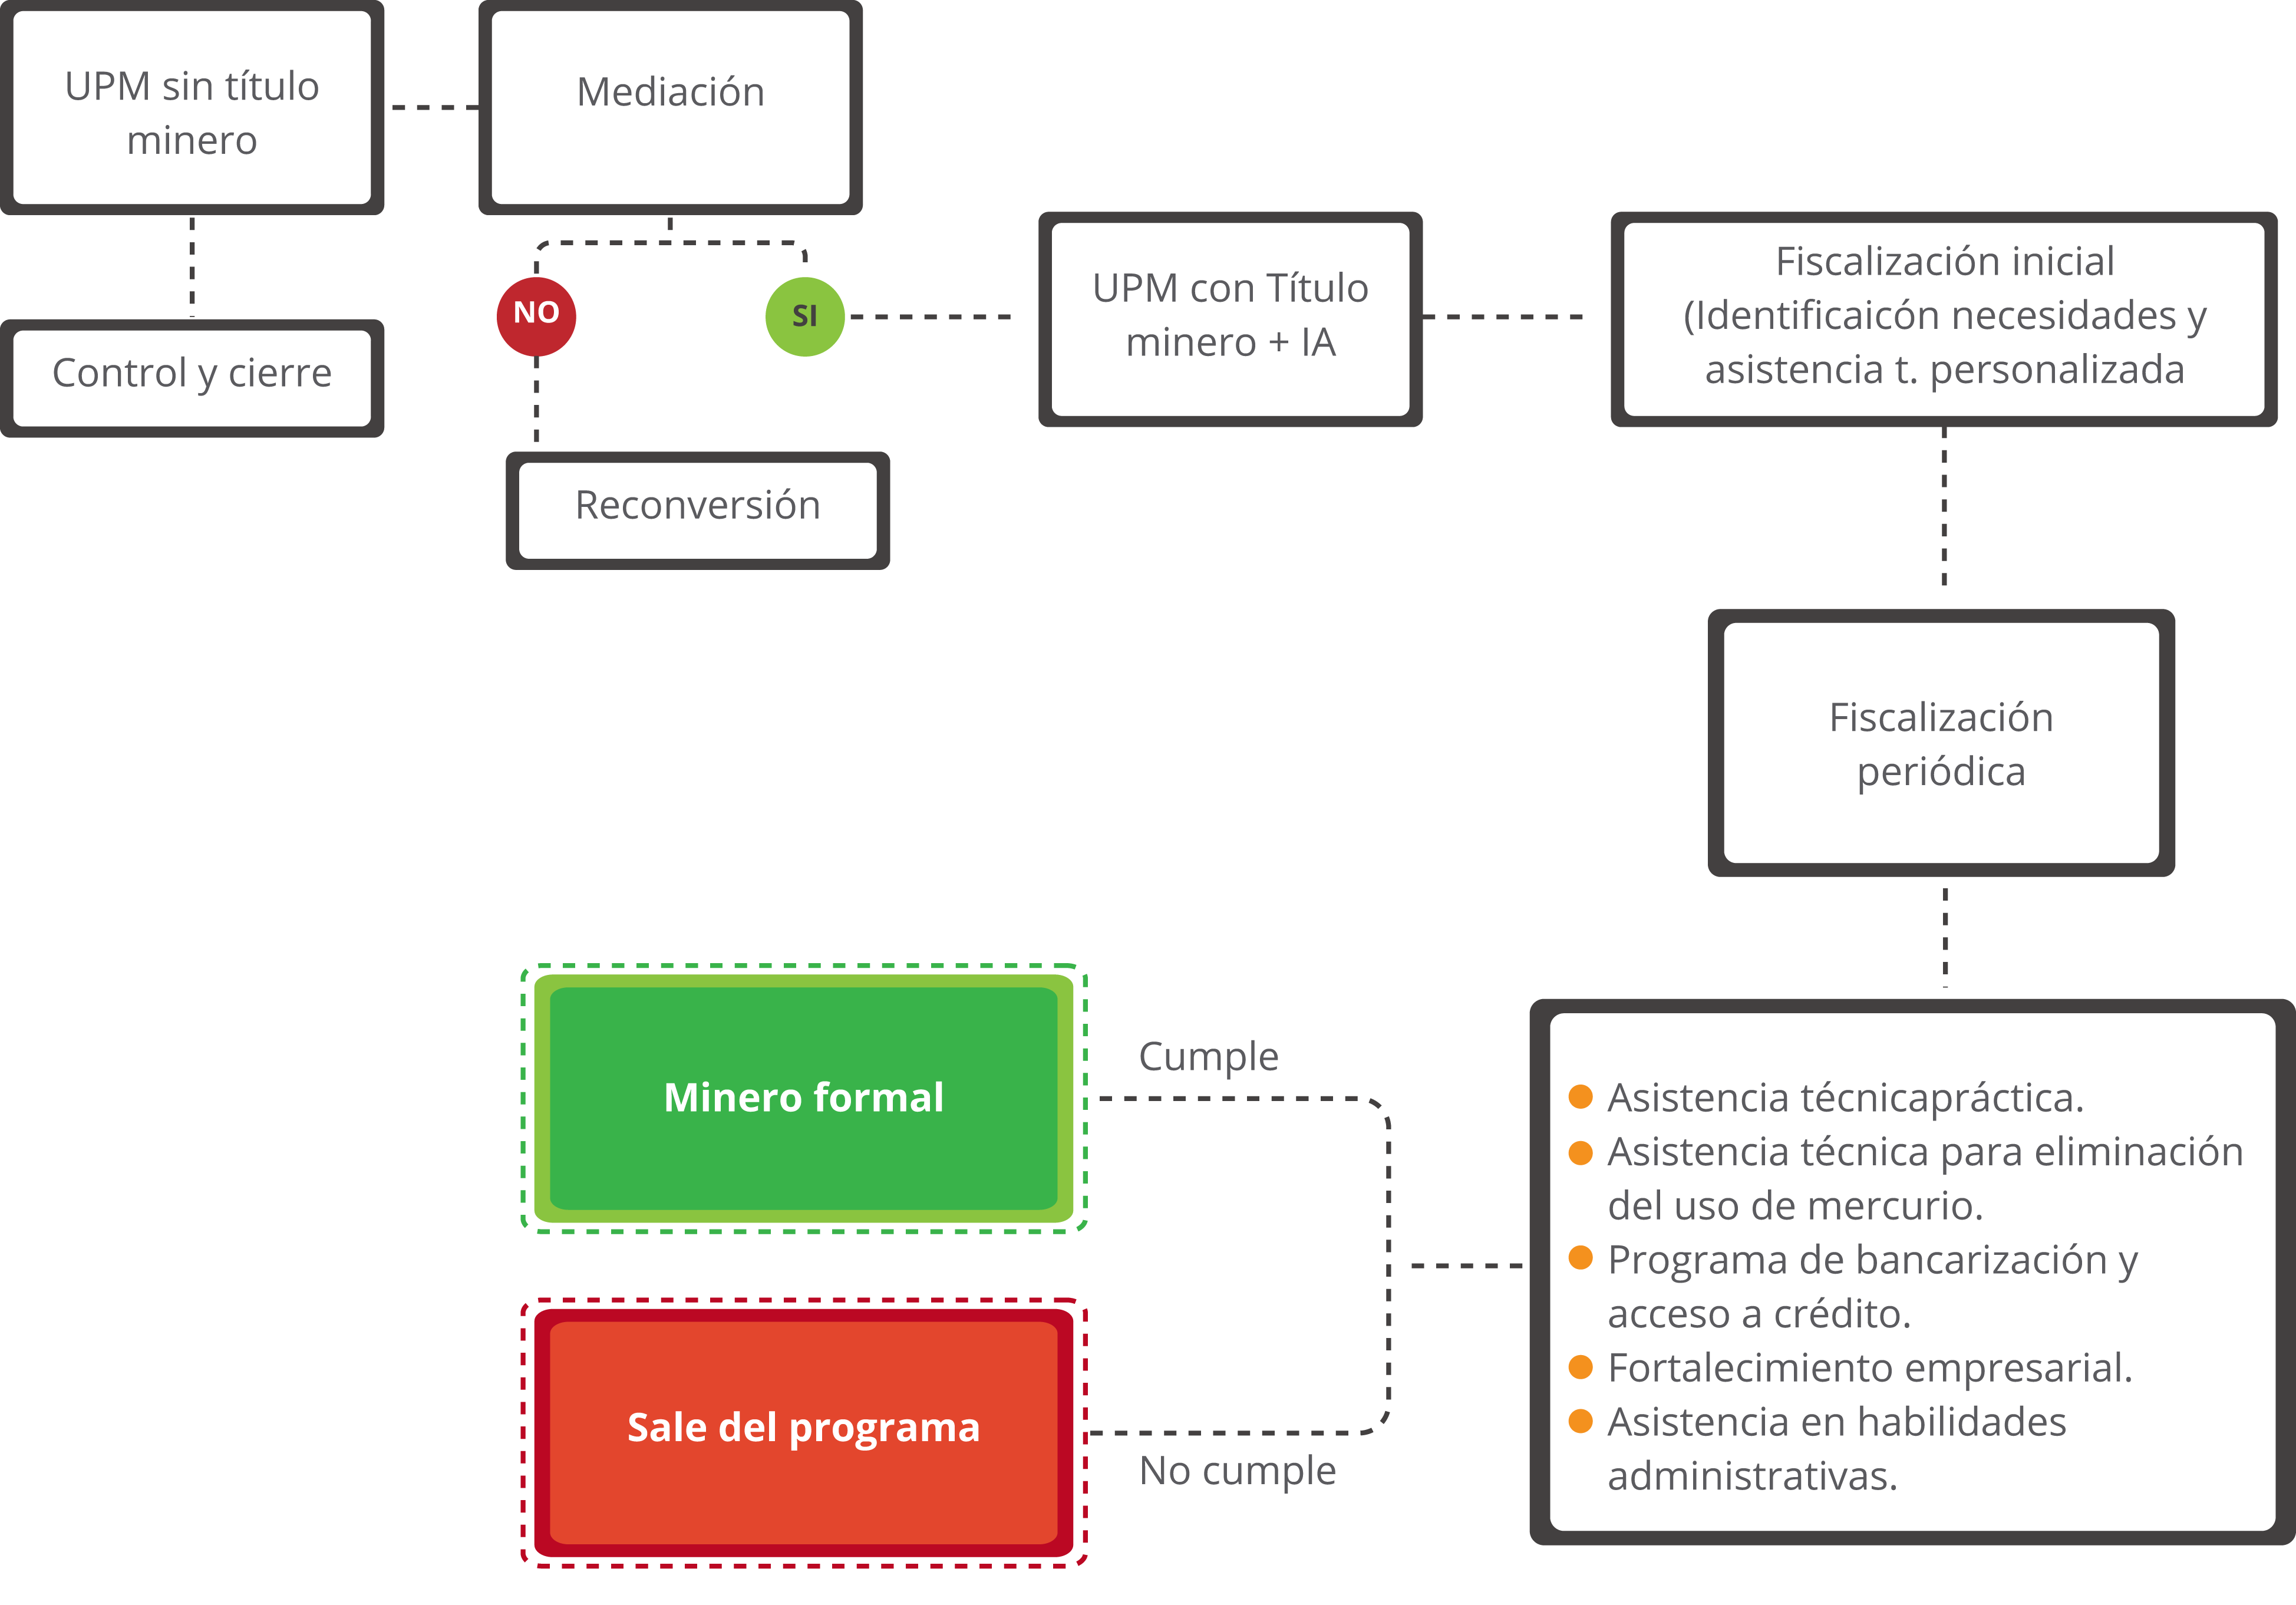 UPM sin título
minero
Mediación
Control y cierre
NO
SI
Reconversión
UPM con Título
minero + IA
Fiscalización inicial
(Identificaicón necesidades y
asistencia t. personalizada
Fiscalización
periódica
Asistencia técnicapráctica.
Asistencia técnica para eliminación
del uso de mercurio.
Programa de bancarización y
acceso a crédito.
Fortalecimiento empresarial.
Asistencia en habilidades
administrativas.
Cumple
Minero formal
No cumple
Sale del programa